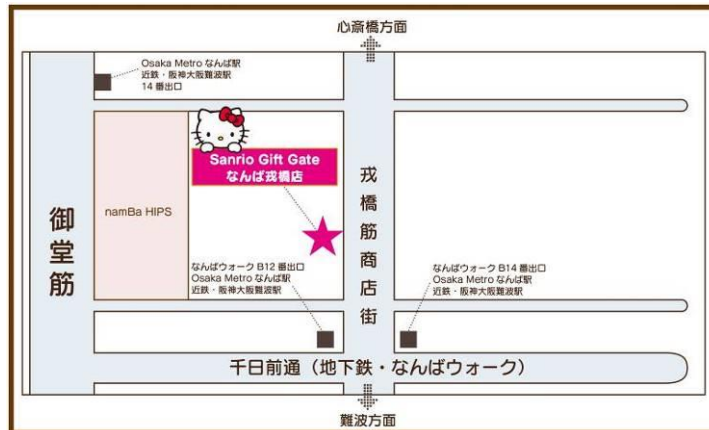 心斎橋方面
Osaka Metro なんば駅
近鉄・阪神大阪難波駅
14 番出口
Sanrio Gift Gate
なんば戎橋店
御堂筋
namBa HIPS
戎橋筋商店街
なんばウォーク B12 番出口
Osaka Metro なんば駅
近鉄・阪神大阪難波駅
なんばウォーク B14 番出口
Osaka Metro なんば駅
近鉄・阪神大阪難波駅
千日前通（地下鉄・なんばウォーク）
難波方面